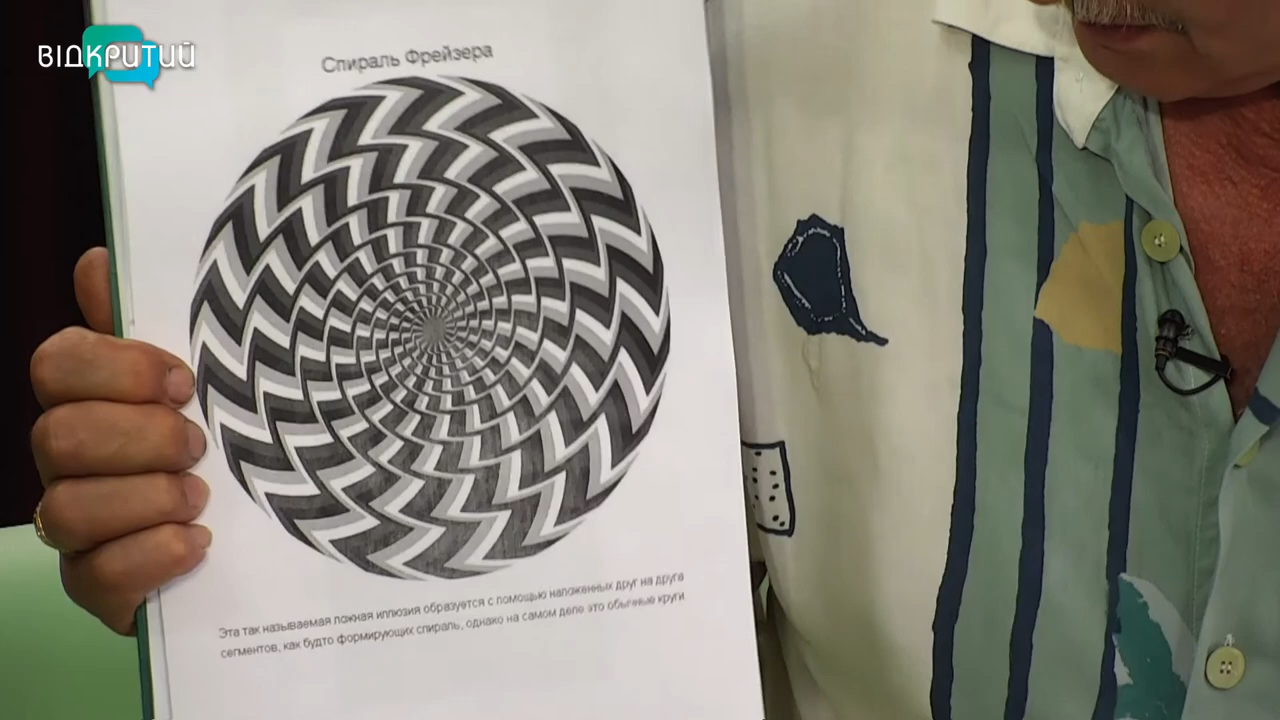 ВІДКРИТИЙ
Спираль Фрейзера
Эта так называемая ложная иллюзия образуется с помощью наложенных друг на друга
сегментов, как будто формирующих спираль, однако на самом деле это обычные круги